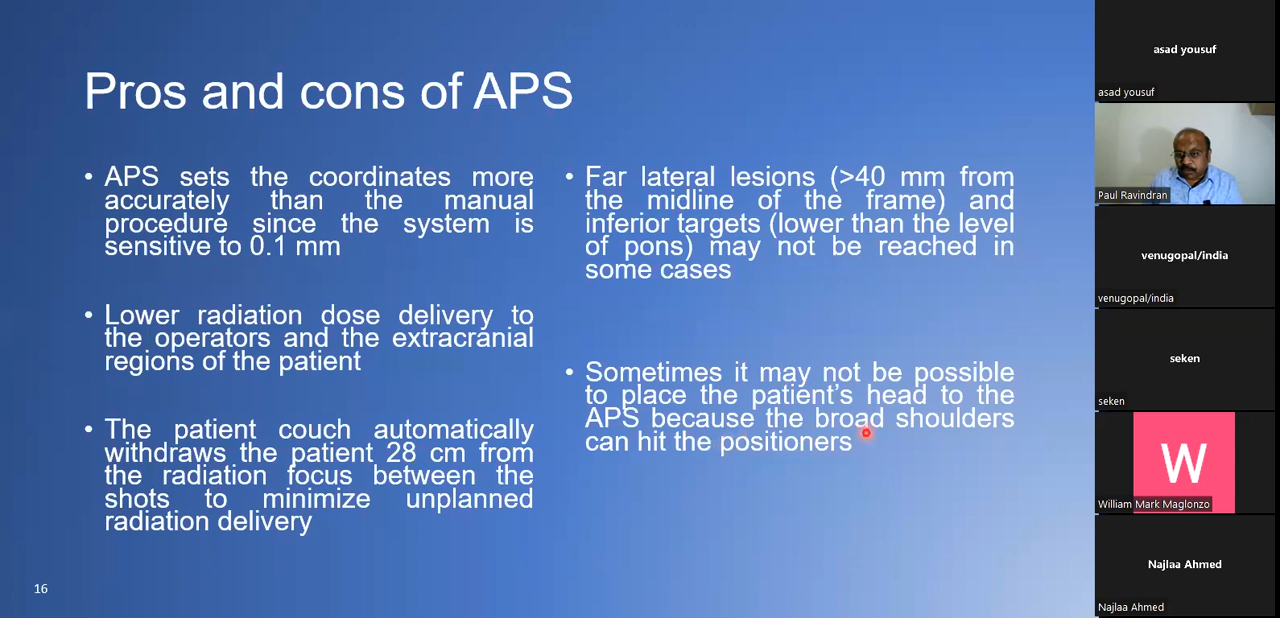 Pros and cons of APS
• APS sets the coordinates more
accurately than the manual
procedure since the system is
sensitive to 0.1 mm
• Lower radiation dose delivery to
the operators and the extracranial
regions of the patient
• The patient couch automatically
withdraws the patient 28 cm from
the radiation focus between the
shots to minimize unplanned
radiation delivery
• Far lateral lesions (>40 mm from
the midline of the frame) and
inferior targets (lower than the level
of pons) may not be reached in
some cases
• Sometimes it may not be possible
to place the patient’s head to the
APS because the broad shoulders
can hit the positioners
16
asad yousuf
asad yousuf
Paul Ravindran
venugopal/india
venugopal/india
seken
seken
W
William Mark Maglonzo
Najlaa Ahmed
Najlaa Ahmed